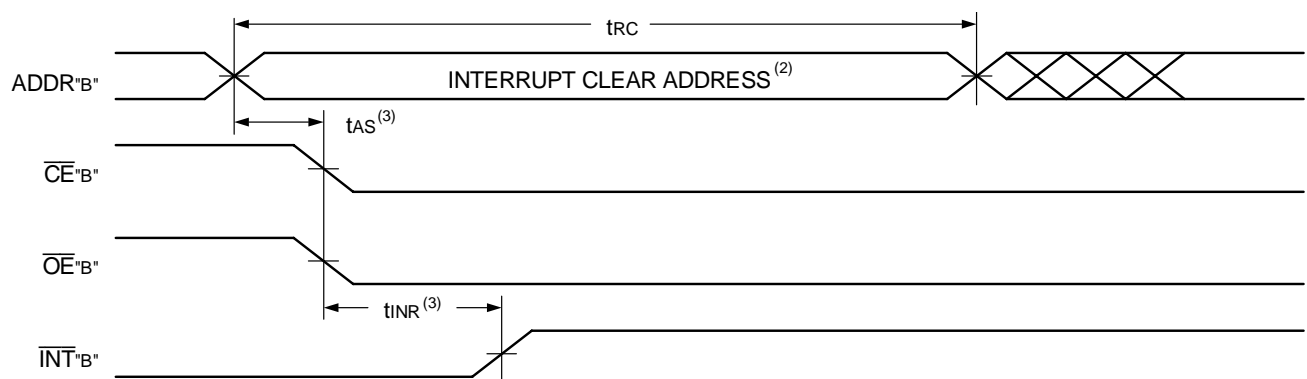 tRC
ADDR"B"
INTERRUPT CLEAR ADDRESS(2)
tAS(3)
CE"B"
OE"B"
tINR(3)
INT"B"